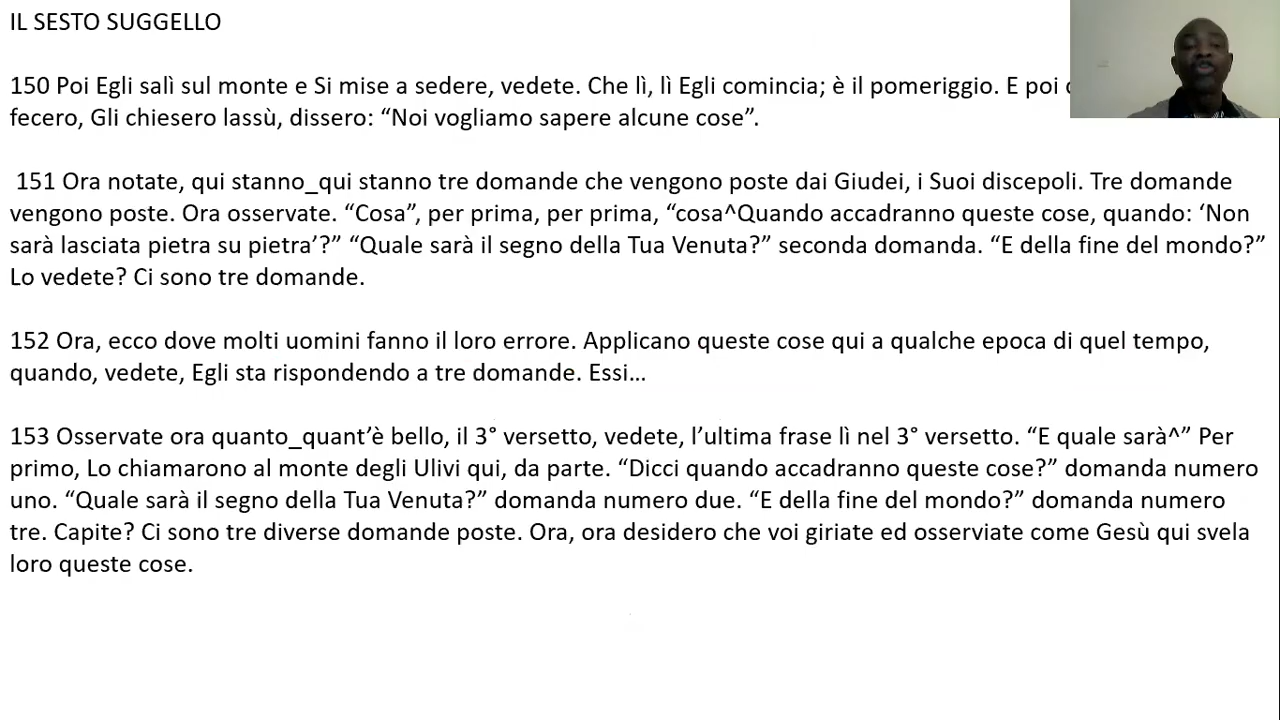 IL SESTO SUGGELLO
150 Poi Egli salì sul monte e Si mise a sedere, vedete. Che lì, lì Egli comincia; è il pomeriggio. E poi
fecero, Gli chiesero lassù, dissero: “Noi vogliamo sapere alcune cose”.
151 Ora notate, qui stanno_qui stanno tre domande che vengono poste dai Giudei, i Suoi discepoli. Tre domande
vengono poste. Ora osservate. “Cosa”, per prima, per prima, “cosa^Quando accadranno queste cose, quando: ‘Non
sarà lasciata pietra su pietra’?” “Quale sarà il segno della Tua Venuta?” seconda domanda. “E della fine del mondo?”
Lo vedete? Ci sono tre domande.
152 Ora, ecco dove molti uomini fanno il loro errore. Applicano queste cose qui a qualche epoca di quel tempo,
quando, vedete, Egli sta rispondendo a tre domande. Essi…
153 Osservate ora quanto_quant’è bello, il 3° versetto, vedete, l’ultima frase lì nel 3° versetto. “E quale sarà^” Per
primo, Lo chiamarono al monte degli Ulivi qui, da parte. “Dicci quando accadranno queste cose?” domanda numero
uno. “Quale sarà il segno della Tua Venuta?” domanda numero due. “E della fine del mondo?” domanda numero
tre. Capite? Ci sono tre diverse domande poste. Ora, ora desidero che voi giriate ed osserviate come Gesù qui svela
loro queste cose.